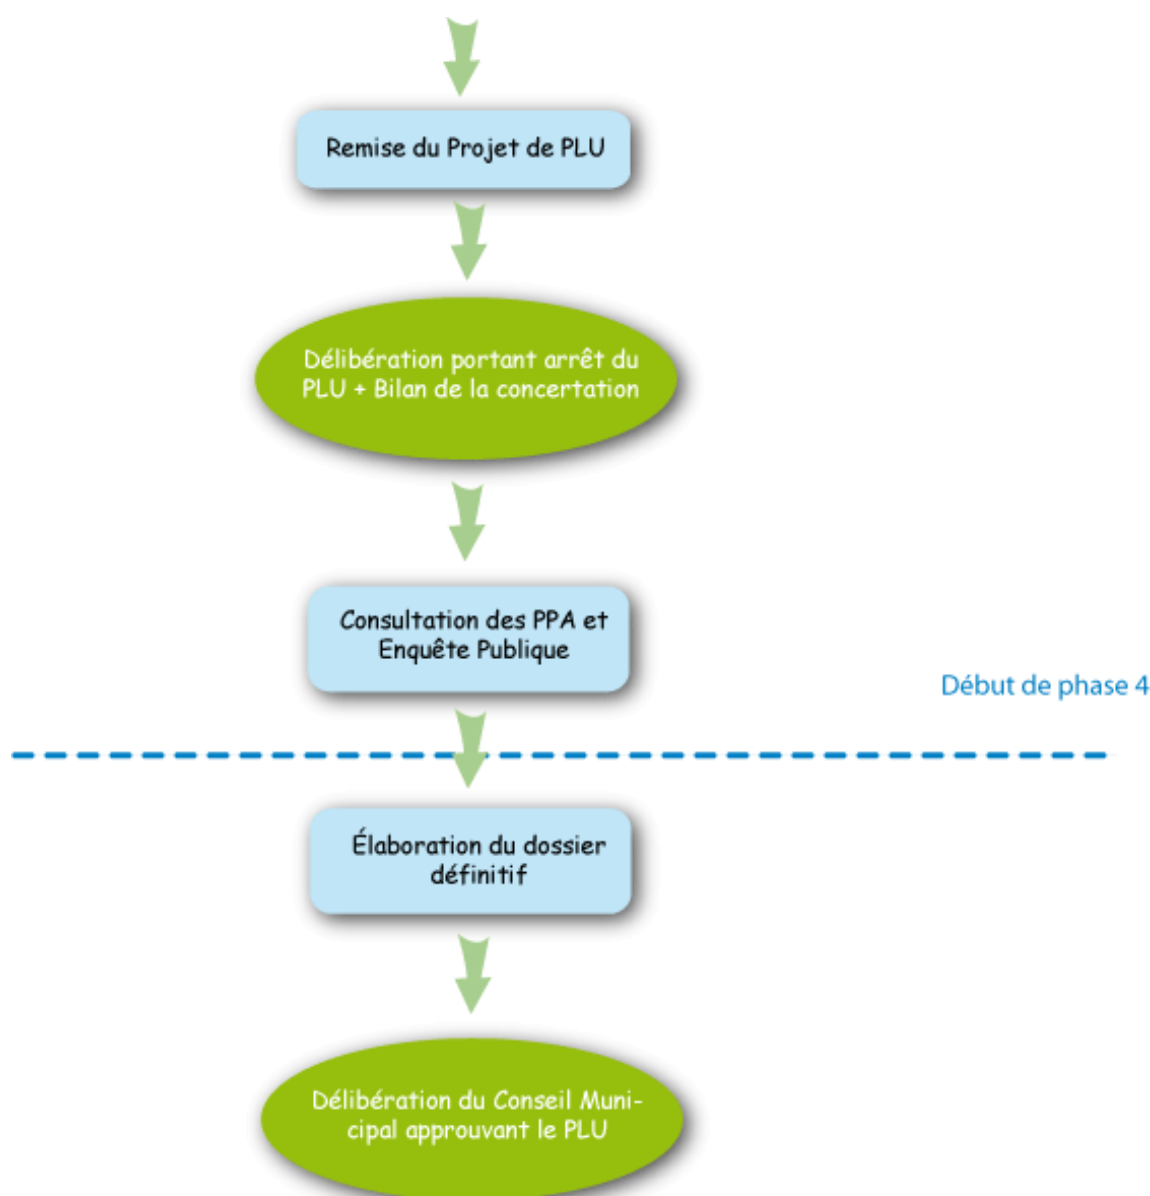 Remise du Projet de PLU
Délibération portant arrêt du
PLU + Bilan de la concertation
Consultation des PPA et
Enquête Publique
Début de phase 4
Élaboration du dossier
définitif
Délibération du Conseil Muni-
cipal approuvant le PLU